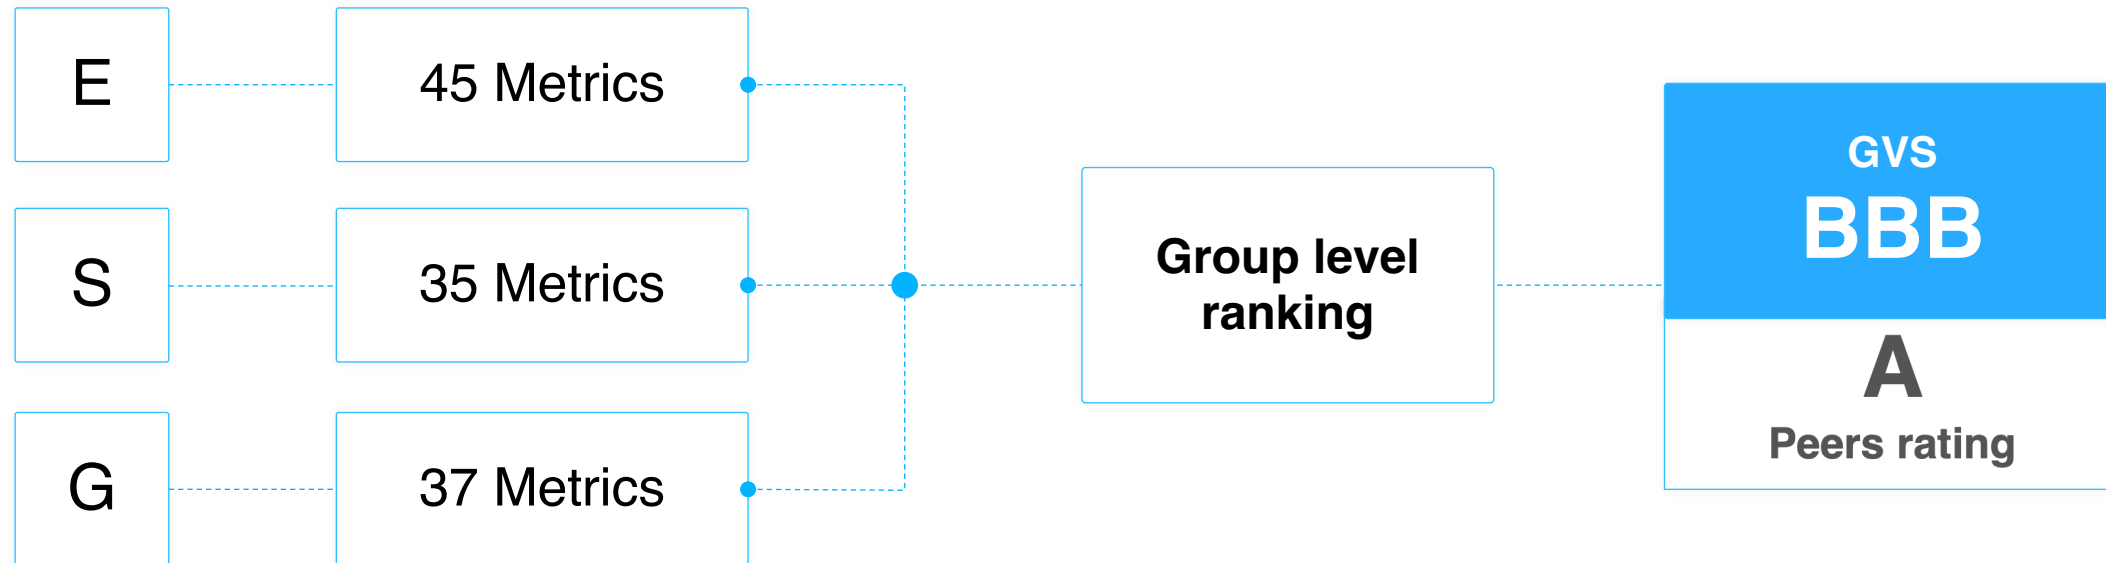 E
45 Metrics
S
35 Metrics
G
37 Metrics
Group level
ranking
GVS
BBB
A
Peers rating